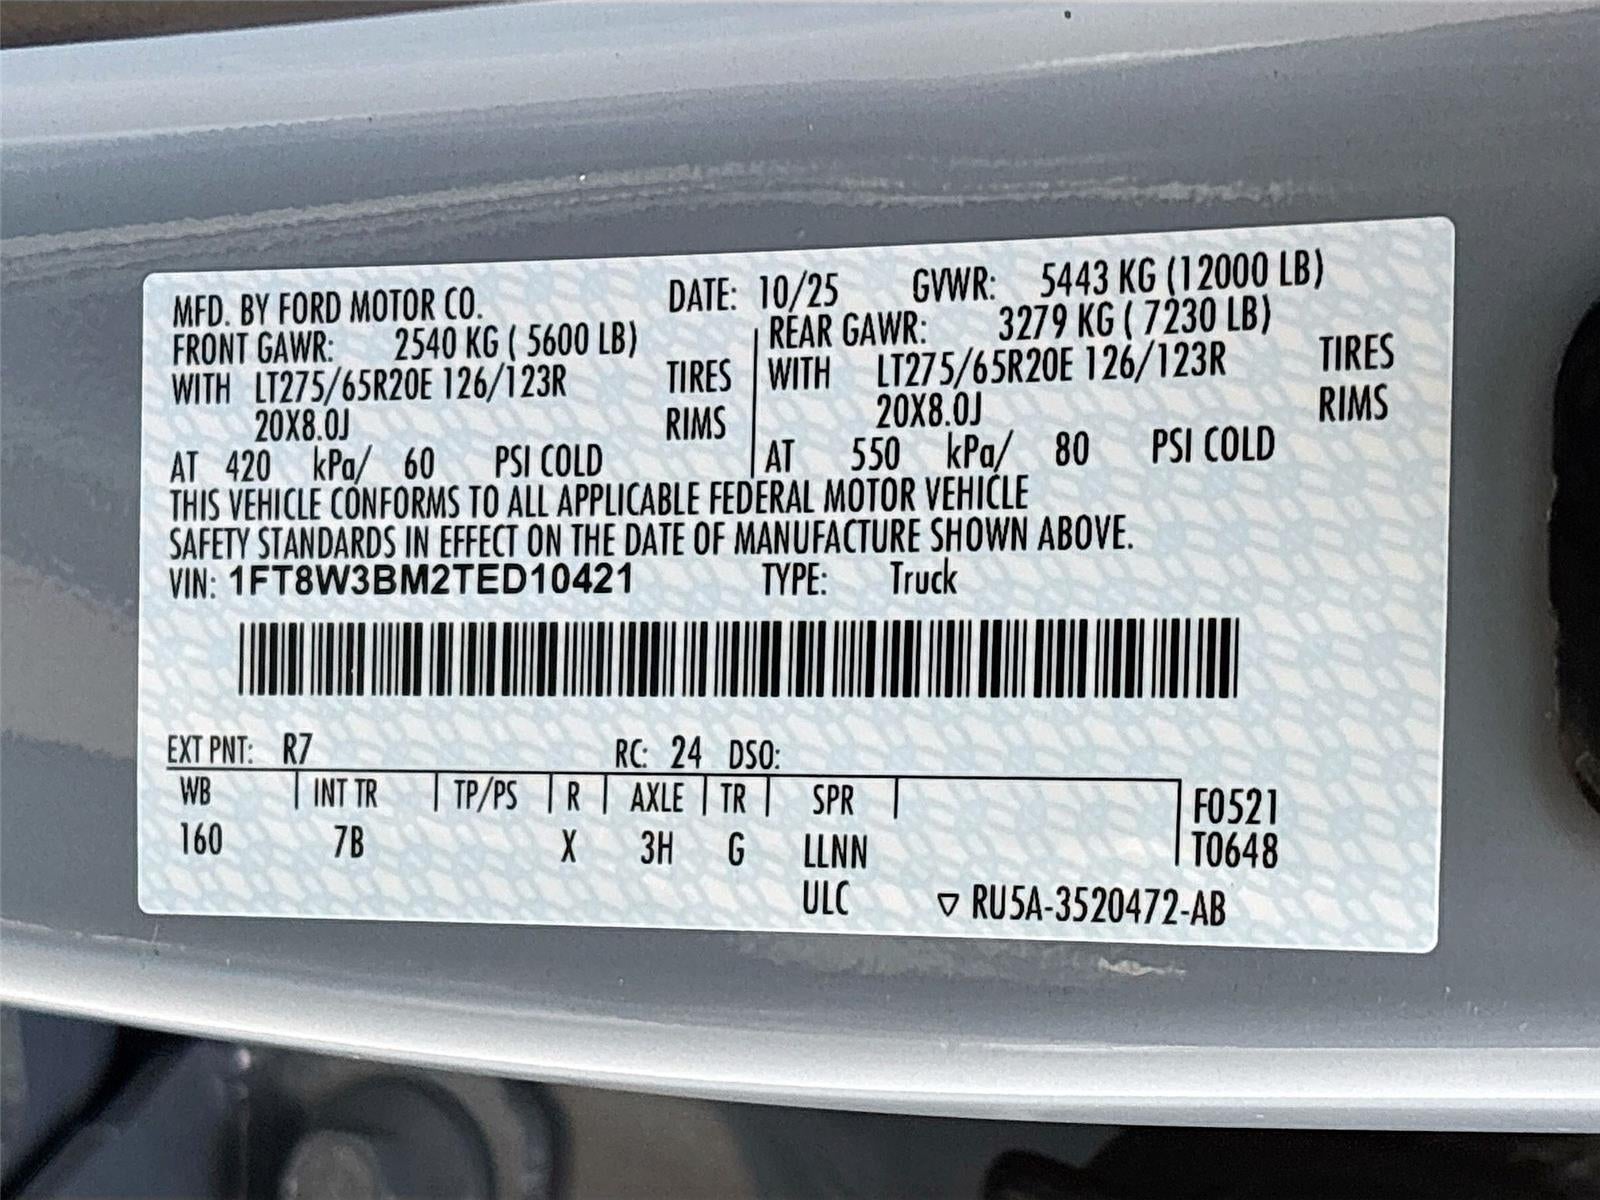 MFD. BY FORD MOTOR CO. DATE: 10/25 GVWR: 5443 KG (12000 LB)
FRONT GAWR: 2540 KG ( 5600 LB) REAR GAWR: 3279 KG ( 7230 LB)
WITH LT275/65R20E 126/123R TIRES WITH LT275/65R20E 126/123R TIRES
20X8.0J RIMS 20X8.0J RIMS
AT 420 kPa/ 60 PSI COLD AT 550 kPa/ 80 PSI COLD
THIS VEHICLE CONFORMS TO ALL APPLICABLE FEDERAL MOTOR VEHICLE
SAFETY STANDARDS IN EFFECT ON THE DATE OF MANUFACTURE SHOWN ABOVE.
VIN: 1FT8W3BM2TED10421 TYPE: Truck
EXT PNT: R7 RC: 24 DSO:
WB INT TR TP/PS R AXLE TR SPR F0521
160 7B X 3H G LLNN T0648
ULC ▽ RU5A-3520472-AB